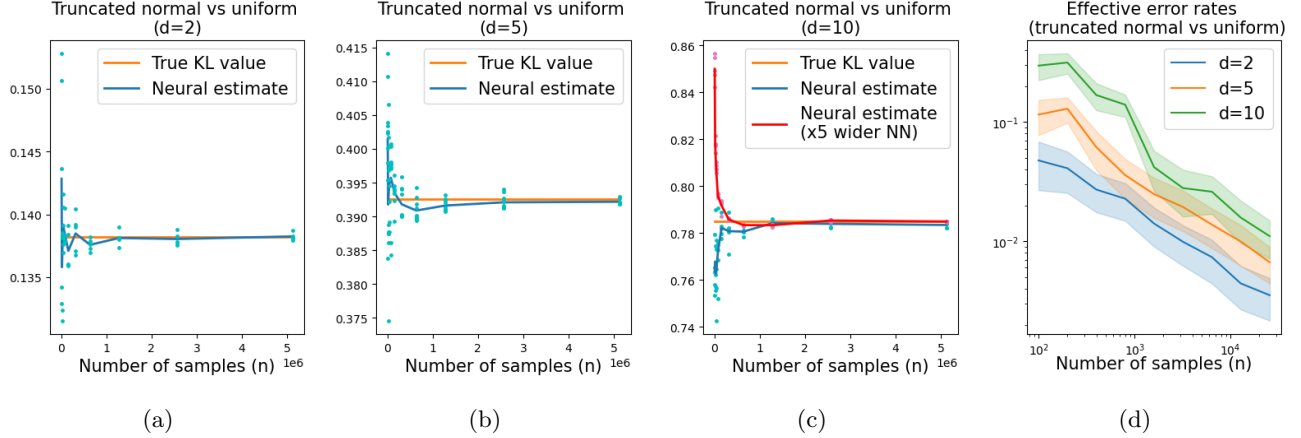 Truncated normal vs uniform
(d=2)
True KL value
Neural estimate
0.150
0.145
0.140
0.135
0 1 2 3 4 5
1e6
Number of samples (n)
(a)
Truncated normal vs uniform
(d=5)
True KL value
Neural estimate
0.415
0.410
0.405
0.400
0.395
0.390
0.385
0.380
0.375
0 1 2 3 4 5
1e6
Number of samples (n)
(b)
Truncated normal vs uniform
(d=10)
True KL value
Neural estimate
Neural estimate
(x5 wider NN)
0.86
0.84
0.82
0.80
0.78
0.76
0.74
0 1 2 3 4 5
1e6
Number of samples (n)
(c)
Effective error rates
(truncated normal vs uniform)
d=2
d=5
d=10
10⁻¹
10⁻²
10² 10³ 10⁴
Number of samples (n)
(d)